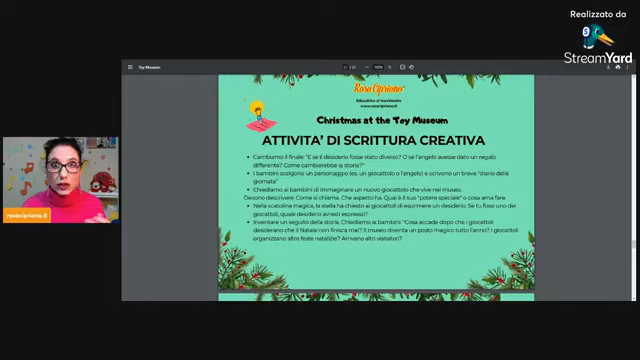 Realizzato da
StreamYard
Toy Museum
Rosa Cipriano
Educatrice al movimento
www.rosacipriano.it
Christmas at the Toy Museum
ATTIVITA' DI SCRITTURA CREATIVA
Cambiamo il finale: "E se il desiderio fosse stato diverso? O se l'angelo avesse dato un regalo
differente? Come cambierebbe la storia?"
I bambini scelgono un personaggio (es. un giocattolo o l'angelo) e scrivono un breve "diario della
giornata"
Chiediamo ai bambini di immaginare un nuovo giocattolo che vive nel museo.
Devono descrivere: Come si chiama. Che aspetto ha. Qual è il suo "potere speciale" o cosa ama fare.
Nella scatolina magica, la stella ha chiesto ai giocattoli di esprimere un desiderio. Se tu fossi uno dei
giocattoli, quale desiderio avresti espresso?
Inventare un seguito della storia. Chiediamo ai bambini: "Cosa accade dopo che i giocattoli
desiderano che il Natale non finisca mai? Il museo diventa un posto magico tutto l'anno? I giocattoli
organizzano altre feste natalizie? Arrivano altri visitatori?
rosacipriano.it